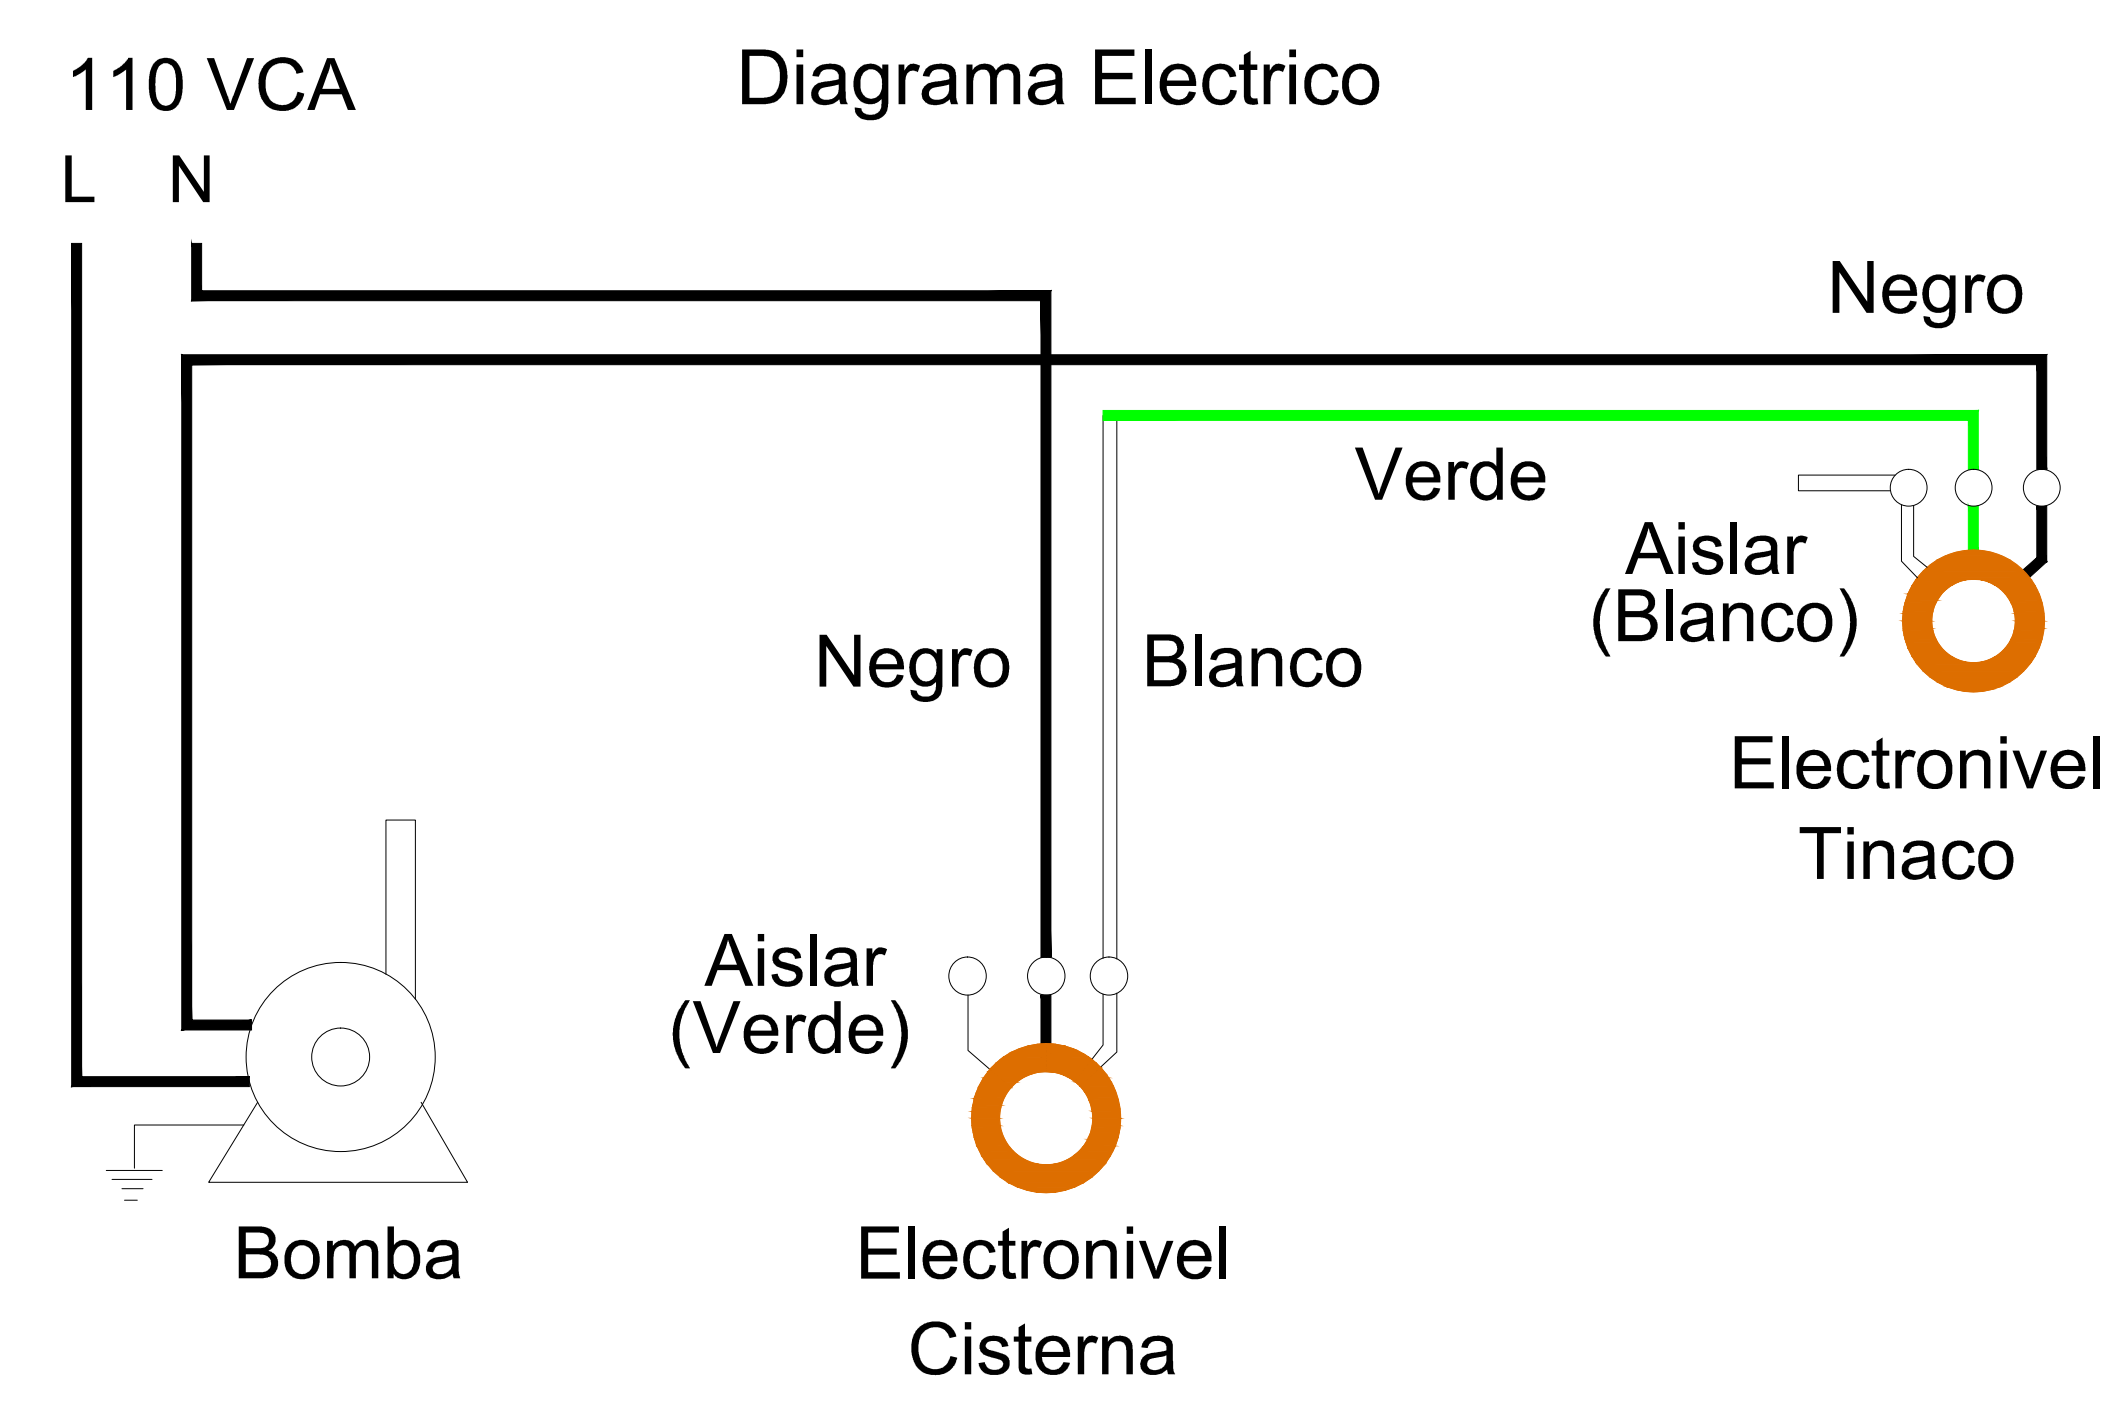 110 VCA
Diagrama Electrico
L N
Negro
Verde
Aislar
(Blanco)
Negro
Blanco
Electronivel
Tinaco
Aislar
(Verde)
Bomba
Electronivel
Cisterna